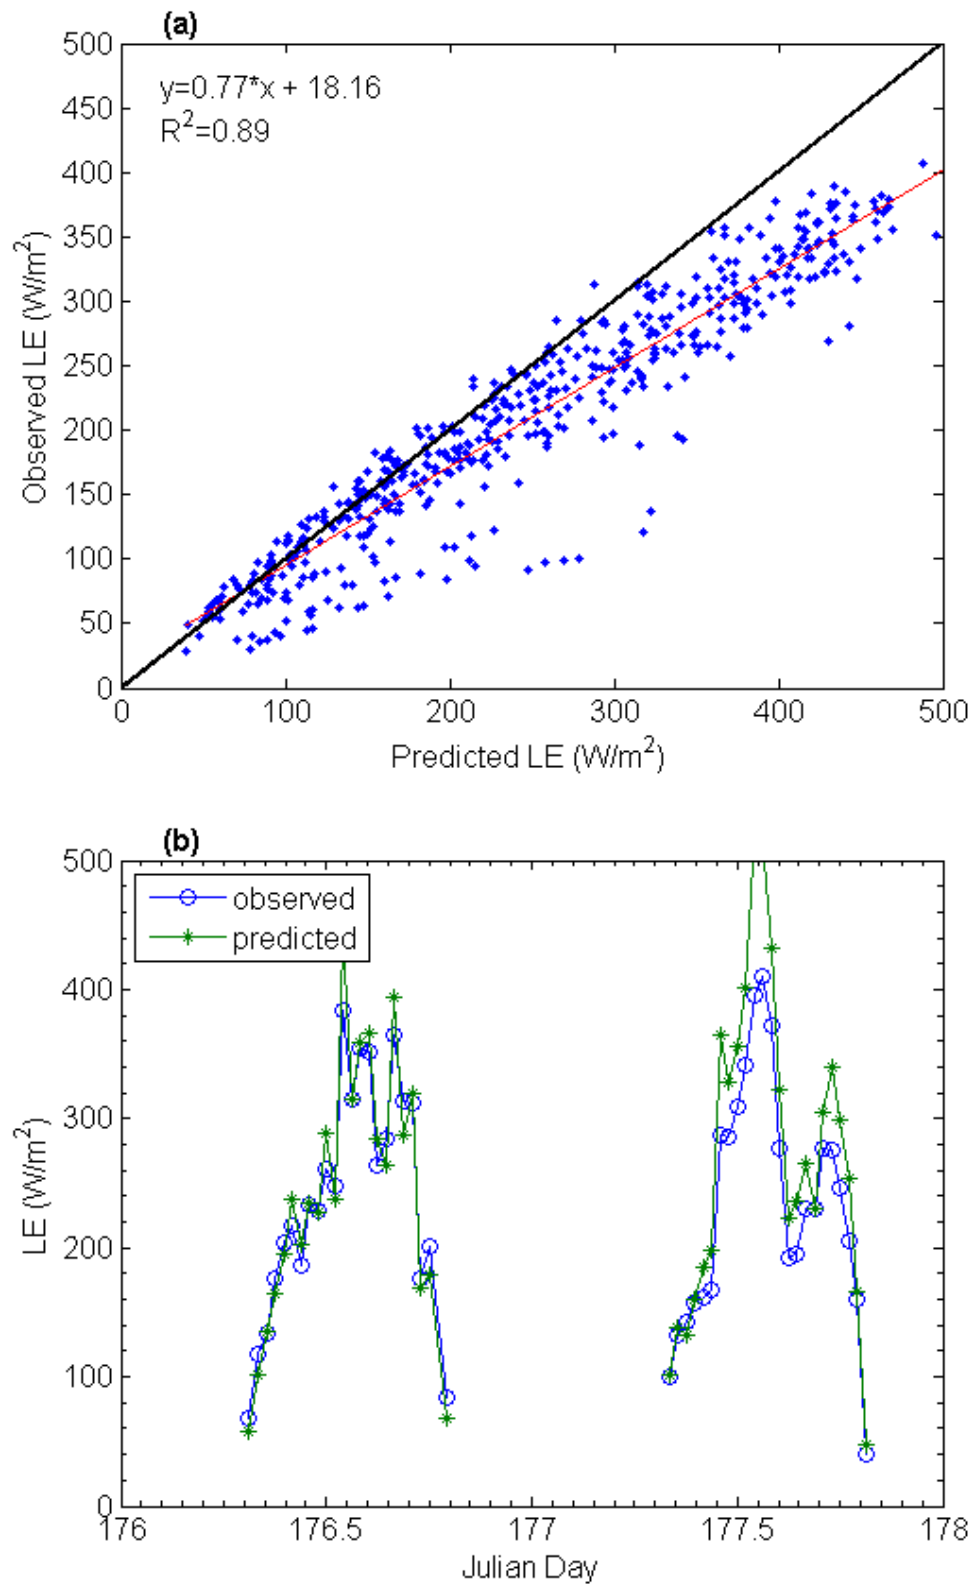 (a)
500
450
400
350
300
250
200
150
100
50
0
y=0.77*x + 18.16
R²=0.89
Observed LE (W/m²)
0 100 200 300 400 500
Predicted LE (W/m²)
(b)
500
400
300
200
100
0
observed
predicted
LE (W/m²)
176 176.5 177 177.5 178
Julian Day